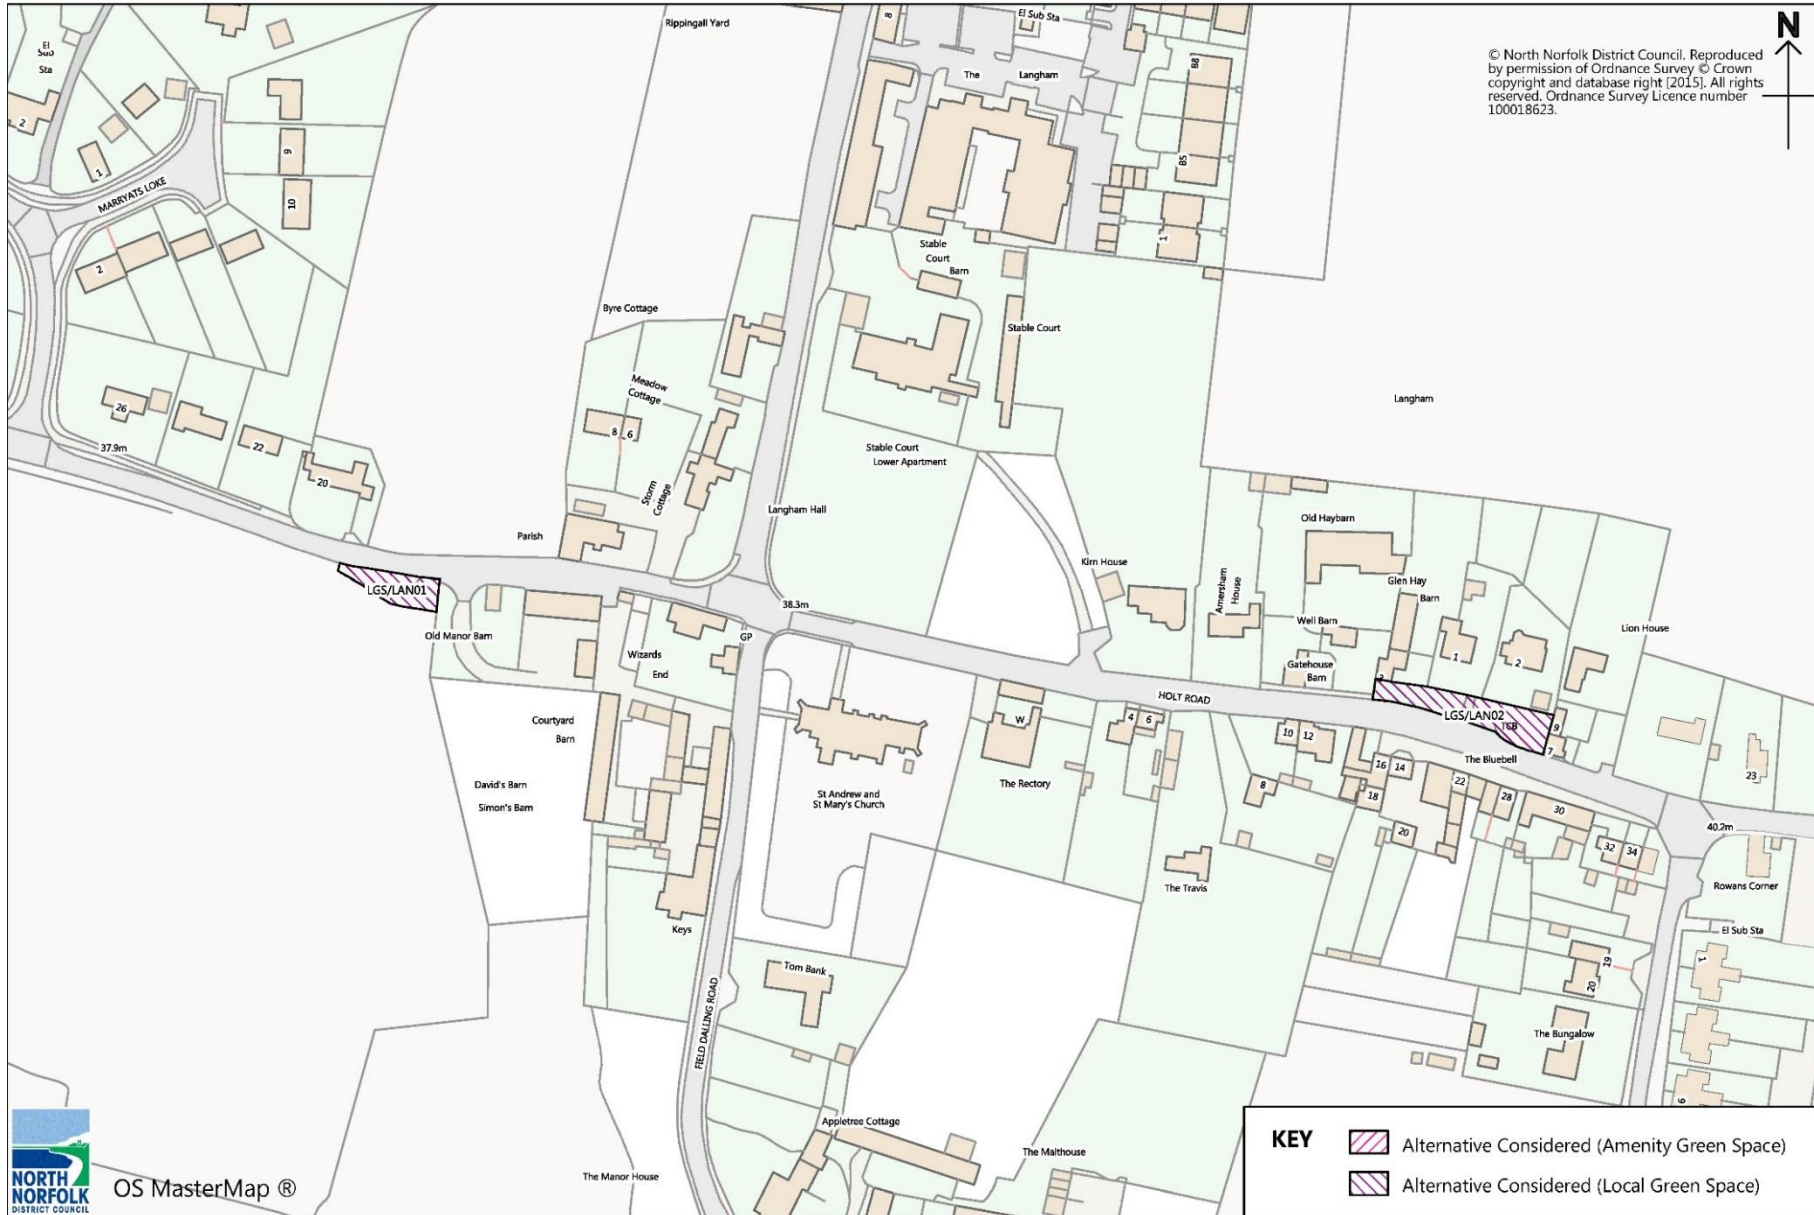 Rippingall Yard
8
El Sub Sta
N
© North Norfolk District Council. Reproduced
by permission of Ordnance Survey © Crown
copyright and database right [2015]. All rights
reserved. Ordnance Survey Licence number
100018623.
El
Sub
Sta
The
Langham
B8
2
1
9
B5
MARRYATS LOKE
10
2
1
Stable
Court
Barn
Byre Cottage
Stable Court
Meadow
Cottage
Langham
26
8
6
22
37.9m
Stable Court
Lower Apartment
20
Storm
Cottage
Langham Hall
Old Haybarn
Parish
Kirn House
Glen Hay
Barn
LGS/LAN01
Amersham
House
38.3m
Well Barn
Lion House
Old Manor Barn
GP
Wizards
End
1
2
Gatehouse
Barn
3
HOLT ROAD
LGS/LAN02
TCB
9
7
Courtyard
Barn
W
4
6
10
12
The Bluebell
David's Barn
Simon's Barn
St Andrew and
St Mary's Church
The Rectory
8
16
14
18
22
28
30
23
20
32
34
40.2m
The Travis
Rowans Corner
Keys
El Sub Sta
Tom Bank
19
20
1
FIELD DALLING ROAD
The Bungalow
6
Appletree Cottage
The Malthouse
The Manor House
KEY
Alternative Considered (Amenity Green Space)
Alternative Considered (Local Green Space)
NORTH
NORFOLK
DISTRICT COUNCIL
OS MasterMap ®